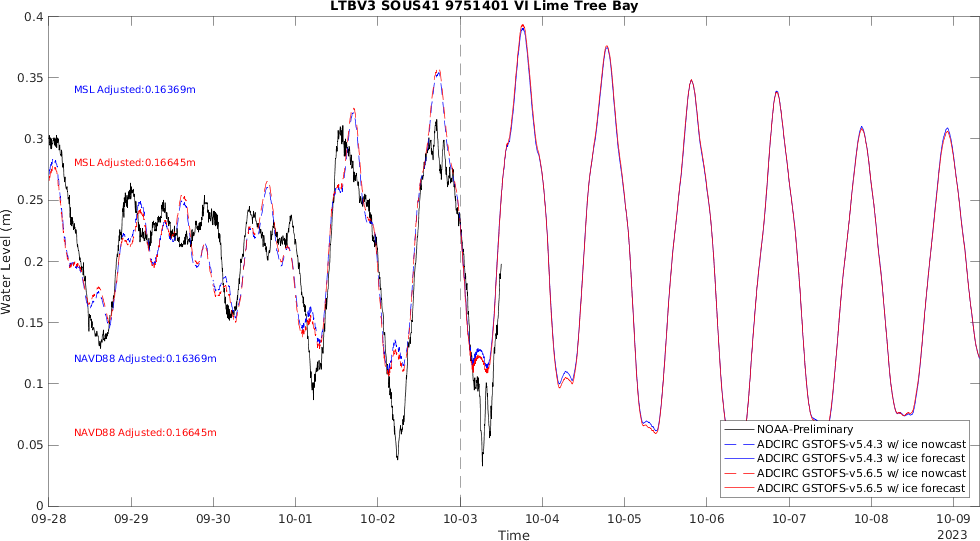 LTBV3 SOUS41 9751401 VI Lime Tree Bay
Water Level (m)
0.4
0.35
0.3
0.25
0.2
0.15
0.1
0.05
0
MSL Adjusted:0.16369m
MSL Adjusted:0.16645m
NAVD88 Adjusted:0.16369m
NAVD88 Adjusted:0.16645m
NOAA-Preliminary
ADCIRC GSTOFS-v5.4.3 w/ ice nowcast
ADCIRC GSTOFS-v5.4.3 w/ ice forecast
ADCIRC GSTOFS-v5.6.5 w/ ice nowcast
ADCIRC GSTOFS-v5.6.5 w/ ice forecast
09-28 09-29 09-30 10-01 10-02 10-03 10-04 10-05 10-06 10-07 10-08 10-09
2023
Time